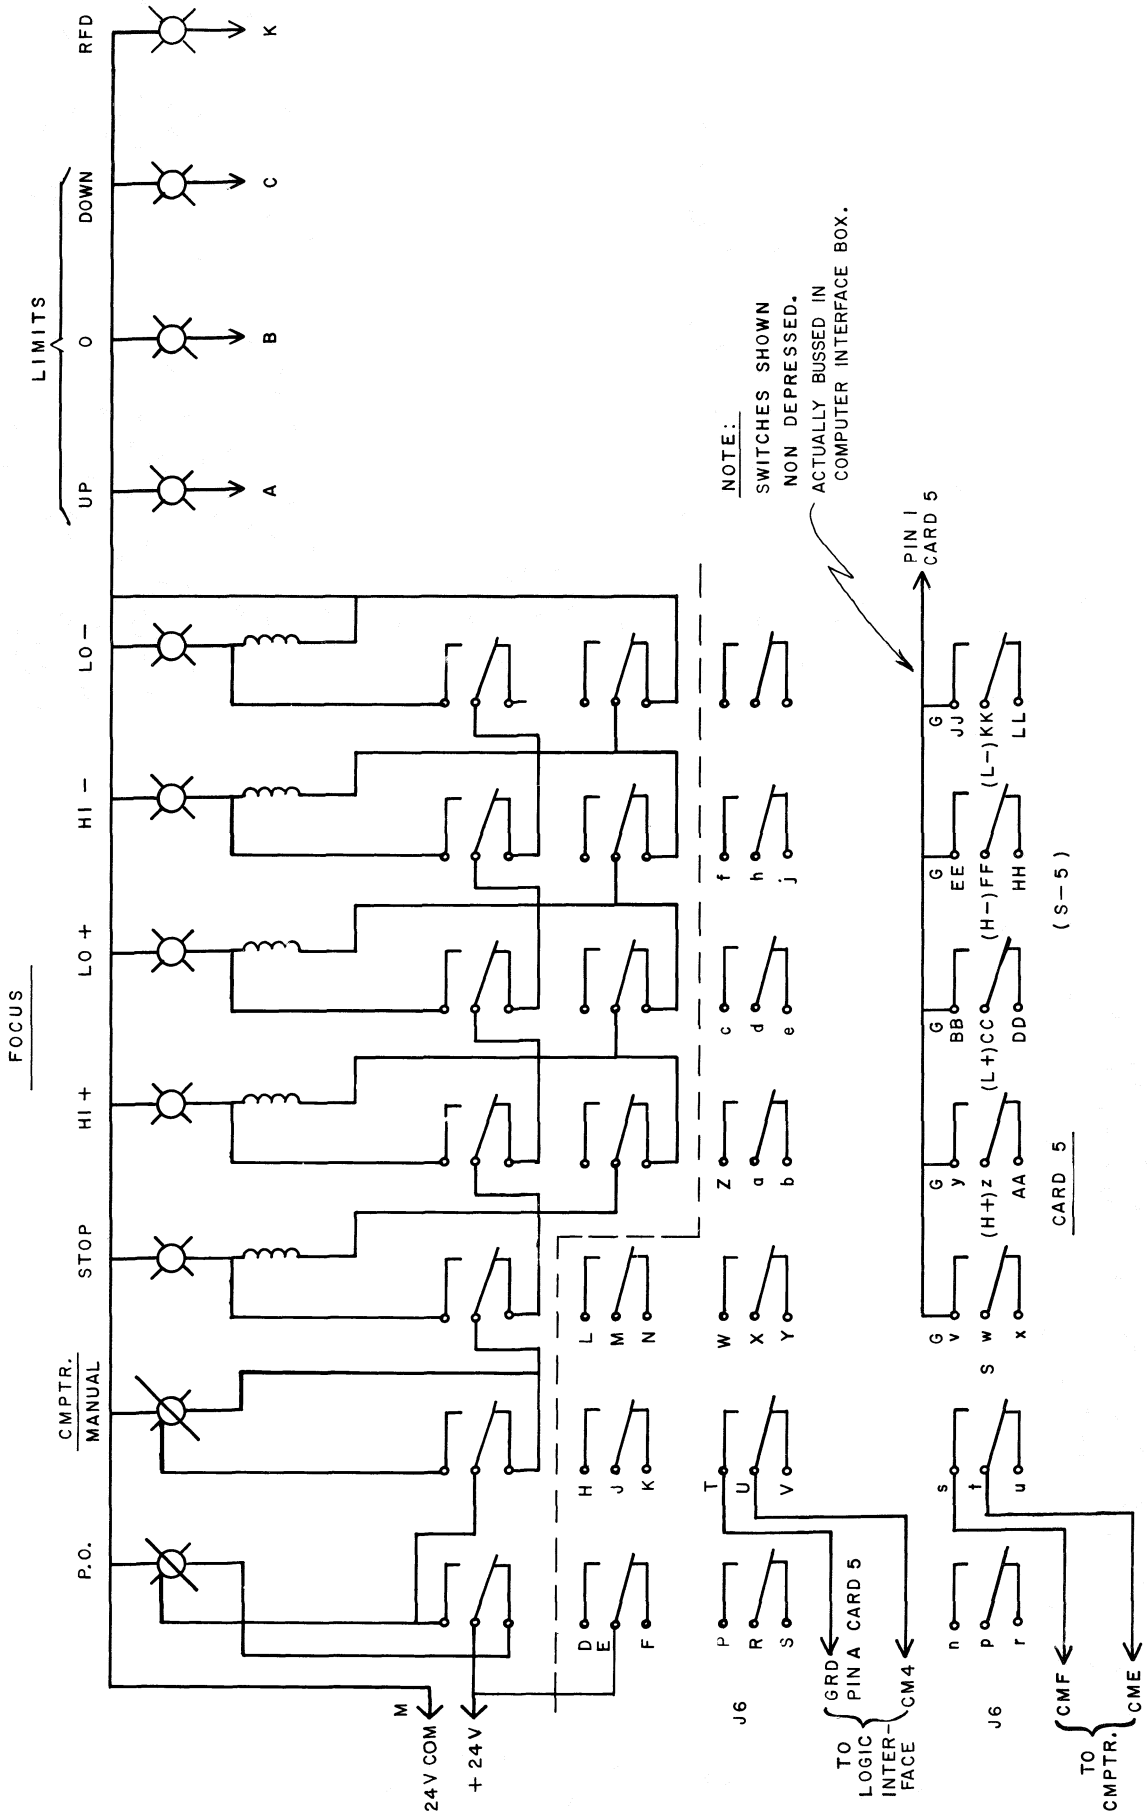 FOCUS
LIMITS
P.O.
CMPTR.
MANUAL
STOP
HI +
LO +
HI −
LO −
UP
O
DOWN
RFD
A
B
C
K
M
24V COM
+ 24V
D
E
F
H
J
K
L
M
N
J6
P
R
S
T
U
V
W
X
Y
Z
a
b
c
d
e
f
h
j
NOTE:
SWITCHES SHOWN
NON DEPRESSED.
ACTUALLY BUSSED IN
COMPUTER INTERFACE BOX.
TO
LOGIC
INTER-
FACE
GRD
PIN A CARD 5
CM4
PIN 1
CARD 5
J6
n
p
r
s
t
u
G
v
S w
x
G
y
(H+) z
AA
G
BB
(L+) CC
DD
G
EE
(H−) FF
HH
G
JJ
(L−) KK
LL
CARD 5
(S−5)
TO
CMPTR.
CMF
CME